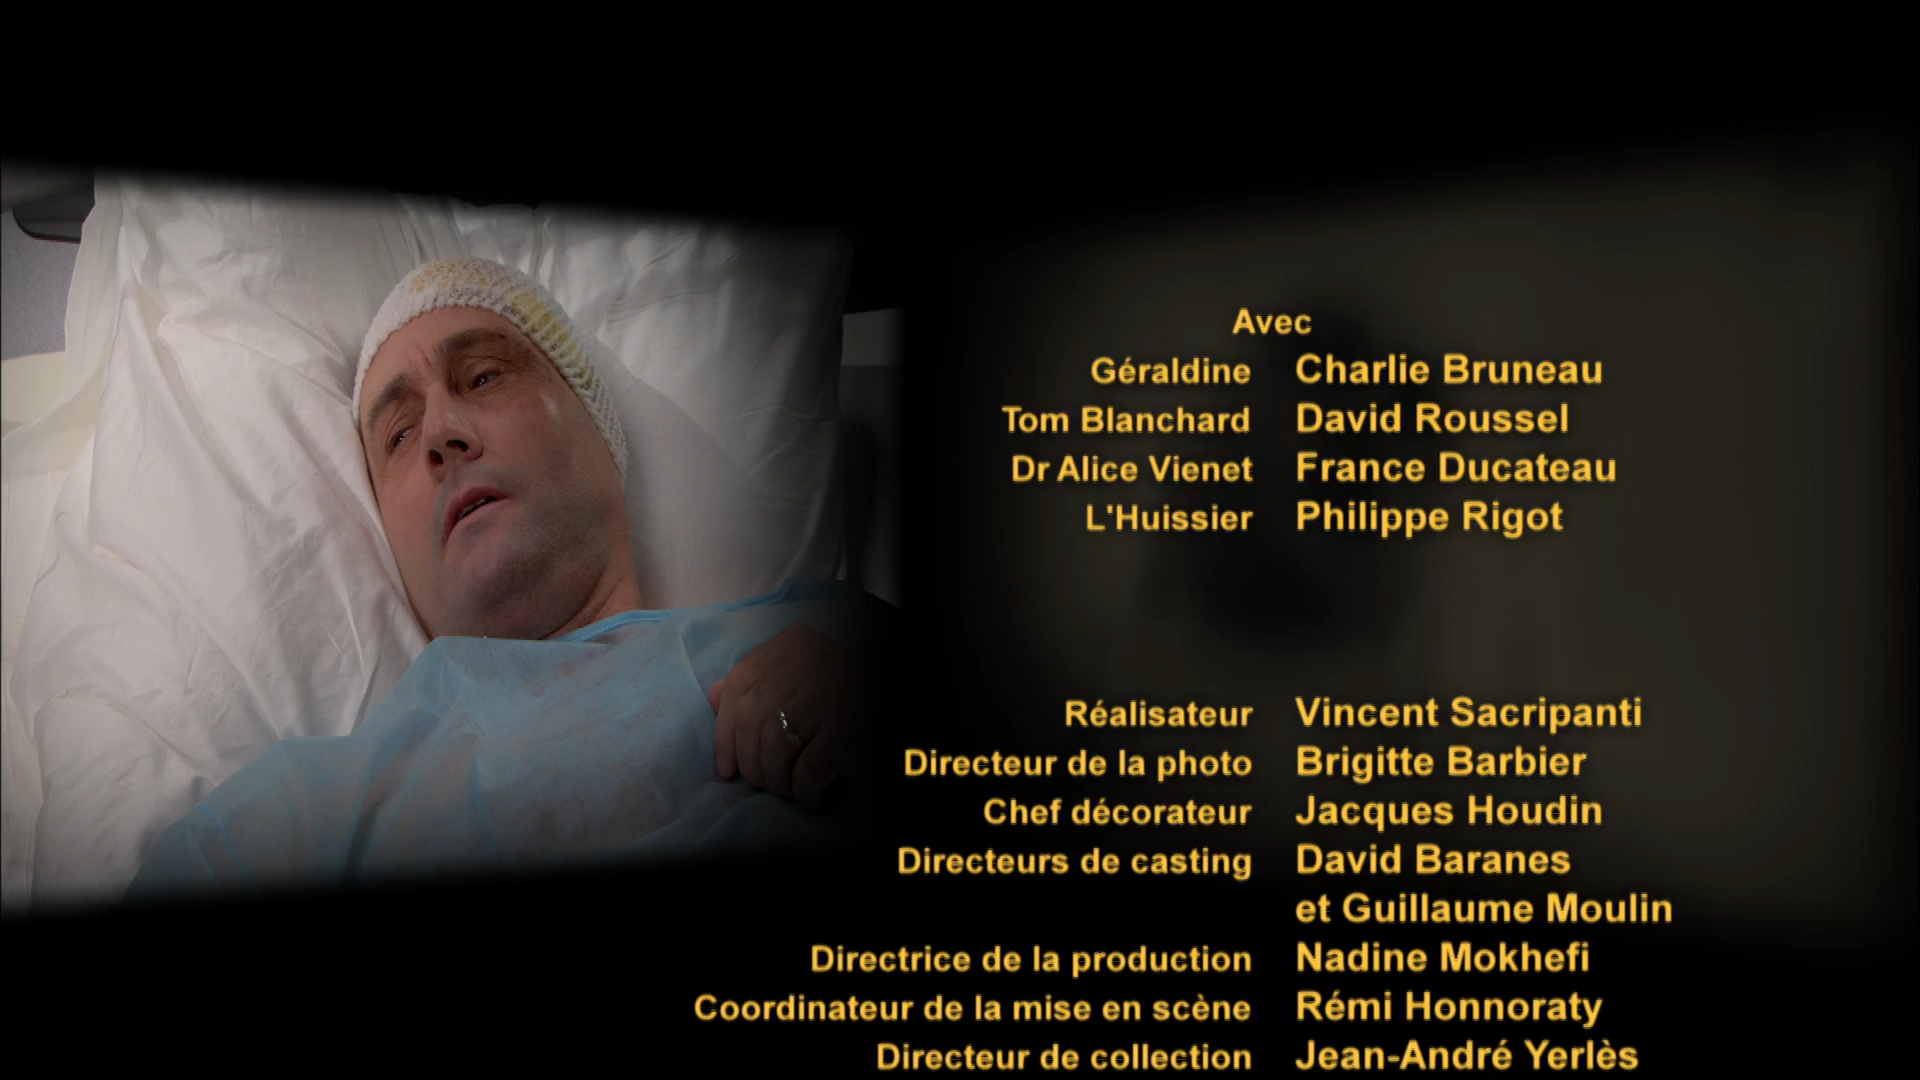 Avec
Géraldine Charlie Bruneau
Tom Blanchard David Roussel
Dr Alice Vienet France Ducateau
L'Huissier Philippe Rigot
Réalisateur Vincent Sacripanti
Directeur de la photo Brigitte Barbier
Chef décorateur Jacques Houdin
Directeurs de casting David Baranes
et Guillaume Moulin
Directrice de la production Nadine Mokhefi
Coordinateur de la mise en scène Rémi Honnoraty
Directeur de collection Jean-André Yerlès